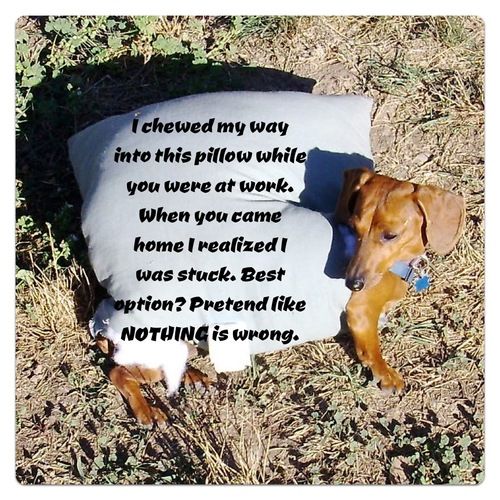 I chewed my way
into this pillow while
you were at work.
When you came
home I realized I
was stuck. Best
option? Pretend like
NOTHING is wrong.